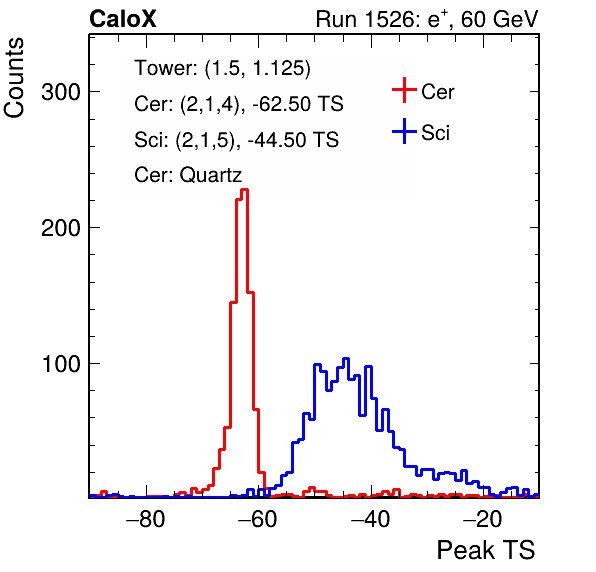 CaloX Run 1526: e⁺, 60 GeV
Counts
Tower: (1.5, 1.125)
Cer: (2,1,4), -62.50 TS
Sci: (2,1,5), -44.50 TS
Cer: Quartz
Cer
Sci
300
200
100
−80 −60 −40 −20
Peak TS